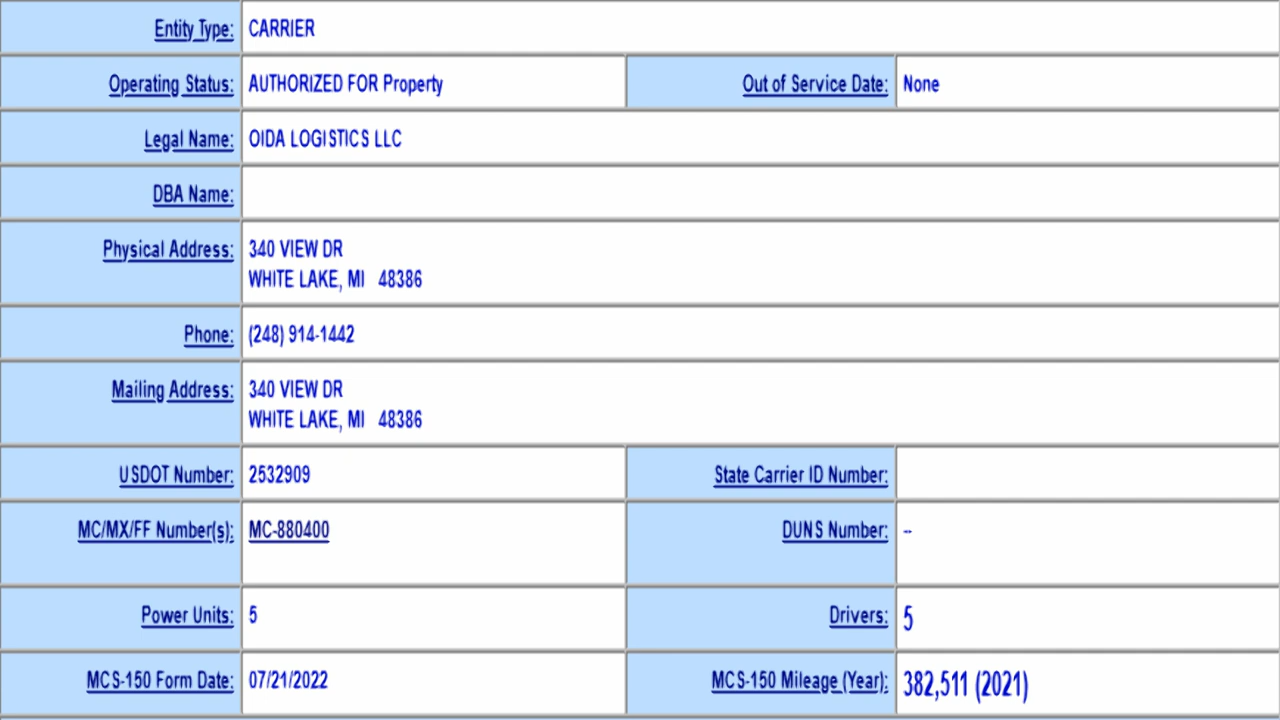 Entity Type: CARRIER
Operating Status: AUTHORIZED FOR Property Out of Service Date: None
Legal Name: OIDA LOGISTICS LLC
DBA Name:
Physical Address: 340 VIEW DR
WHITE LAKE, MI 48386
Phone: (248) 914-1442
Mailing Address: 340 VIEW DR
WHITE LAKE, MI 48386
USDOT Number: 2532909 State Carrier ID Number:
MC/MX/FF Number(s): MC-880400 DUNS Number: --
Power Units: 5 Drivers: 5
MCS-150 Form Date: 07/21/2022 MCS-150 Mileage (Year): 382,511 (2021)